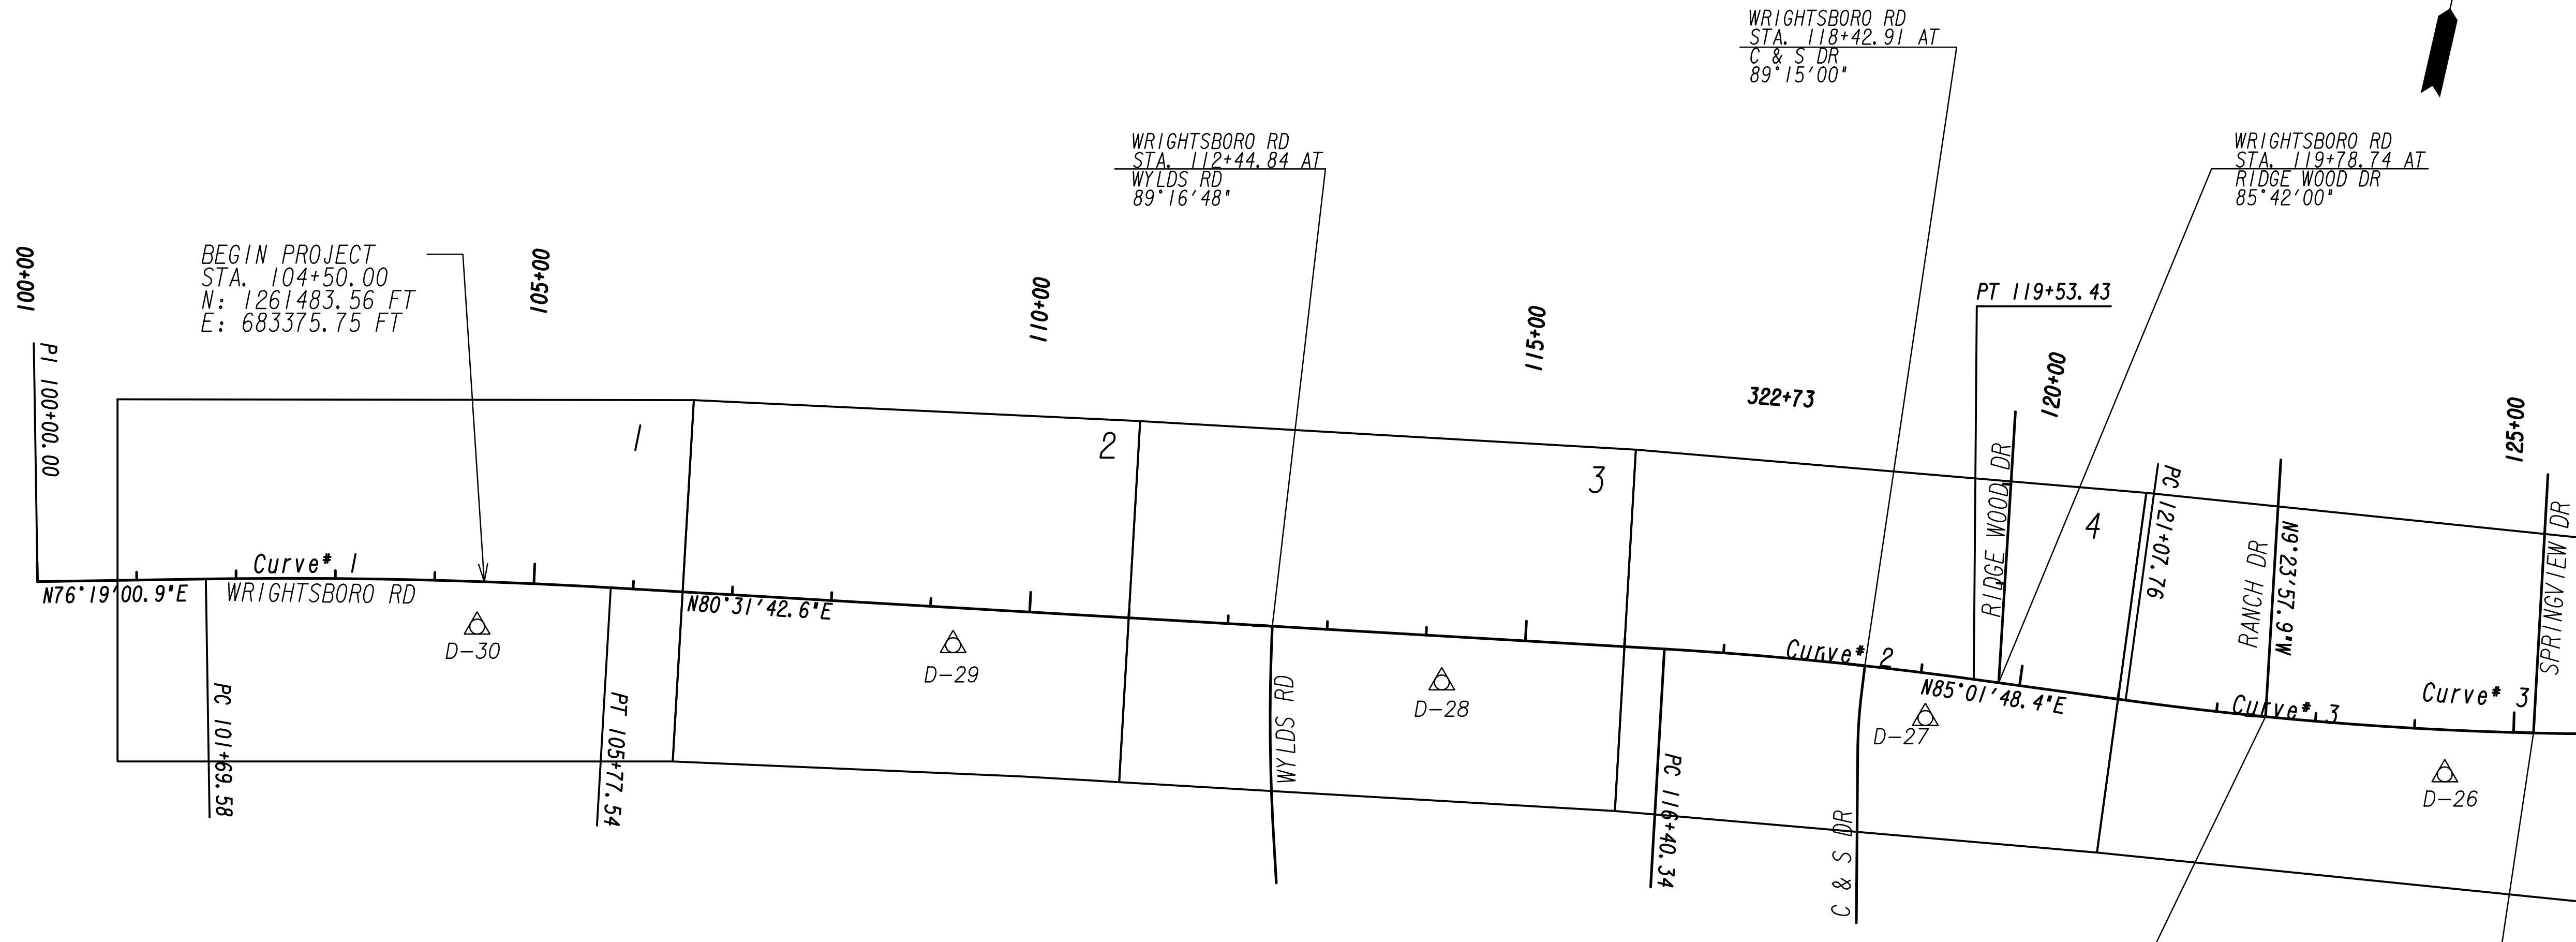 WRIGHTSBORO RD
STA. 118+42.91 AT
C & S DR
89°15'00"
WRIGHTSBORO RD
STA. 112+44.84 AT
WYLDS RD
89°16'48"
WRIGHTSBORO RD
STA. 119+78.74 AT
RIDGE WOOD DR
85°42'00"
BEGIN PROJECT
STA. 104+50.00
N: 1261483.56 FT
E: 683375.75 FT
100+00
105+00
110+00
115+00
322+73
120+00
125+00
PT 119+53.43
PI 100+00.00
1
2
3
4
Curve# 1
N76°19'00.9"E
WRIGHTSBORO RD
N80°31'42.6"E
D-30
D-29
D-28
D-27
D-26
PC 101+69.58
PT 105+77.54
WYLDS RD
PC 116+40.34
Curve# 2
C & S DR
N85°01'48.4"E
RIDGE WOOD DR
PC 121+07.76
RANCH DR
N9°23'57.9"W
Curve# 3
Curve# 3
SPRINGVIEW DR